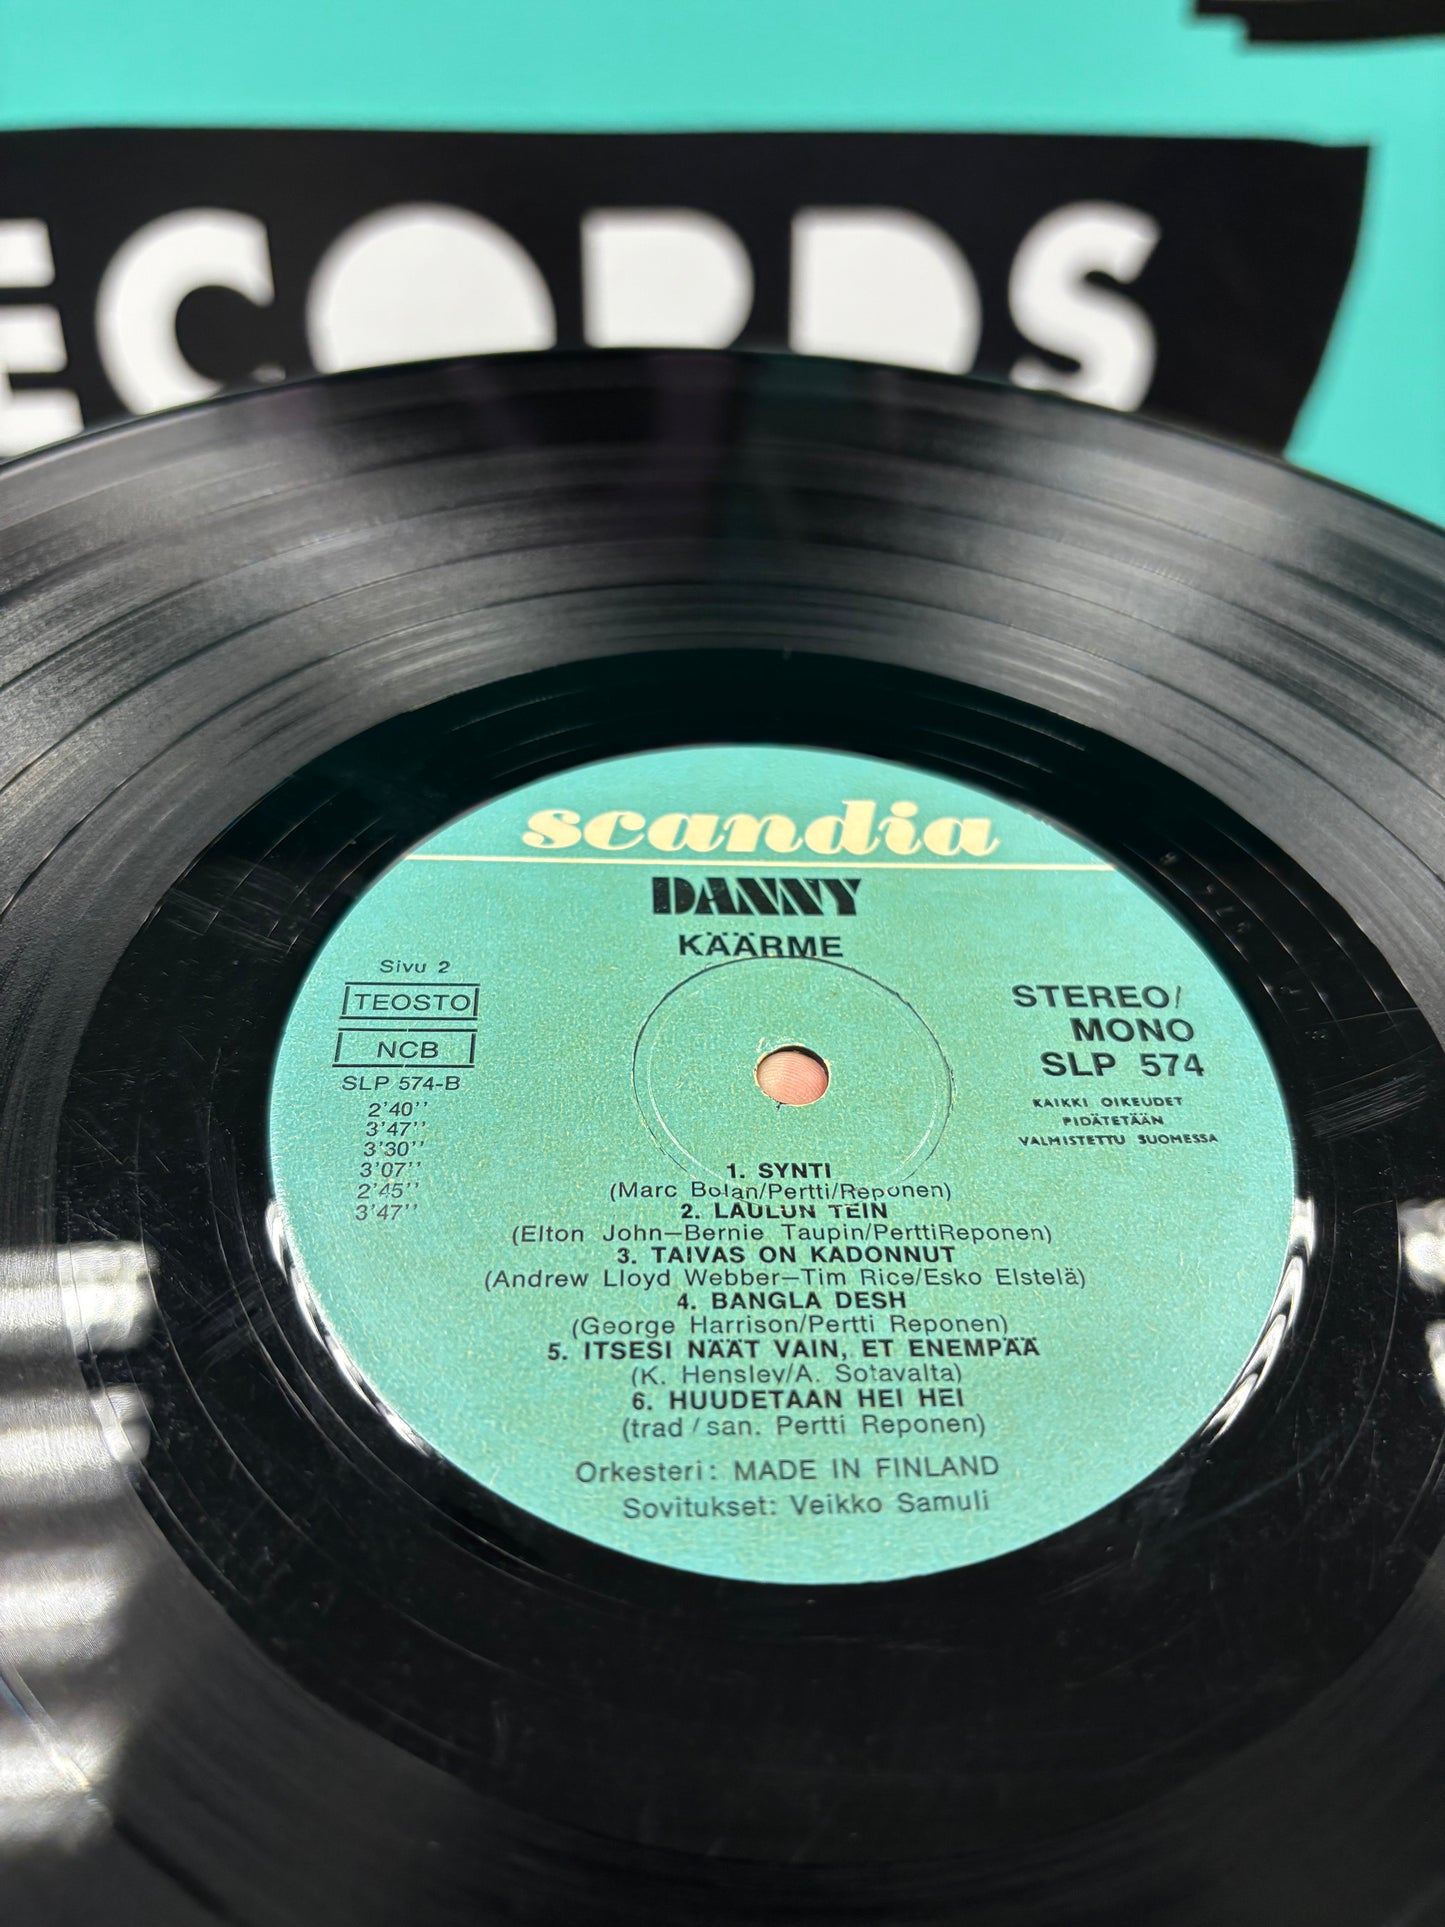 ECORDS
scandia
DANNY
KÄÄRME
Sivu 2
TEOSTO
NCB
SLP 574-B
2'40''
3'47''
3'30''
3'07''
2'45''
3'47''
STEREO/
MONO
SLP 574
KAIKKI OIKEUDET
PIDÄTETÄÄN
VALMISTETTU SUOMESSA
1. SYNTI
(Marc Bolan/Pertti/Reponen)
2. LAULUN TEIN
(Elton John—Bernie Taupin/PerttiReponen)
3. TAIVAS ON KADONNUT
(Andrew Lloyd Webber—Tim Rice/Esko Elstelä)
4. BANGLA DESH
(George Harrison/Pertti Reponen)
5. ITSESI NÄÄT VAIN, ET ENEMPÄÄ
(K. Hensley/A. Sotavalta)
6. HUUDETAAN HEI HEI
(trad / san. Pertti Reponen)
Orkesteri: MADE IN FINLAND
Sovitukset: Veikko Samuli